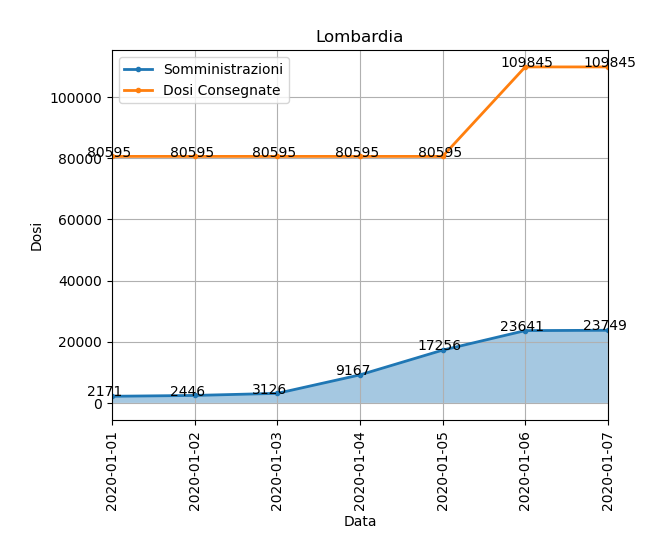 Lombardia
Somministrazioni
Dosi Consegnate
109845 109845
100000
80595 80595 80595 80595 80595
80000
60000
Dosi
40000
20000
23641 23749
17256
9167
2171 2446 3126
0
2020-01-01 2020-01-02 2020-01-03 2020-01-04 2020-01-05 2020-01-06 2020-01-07
Data